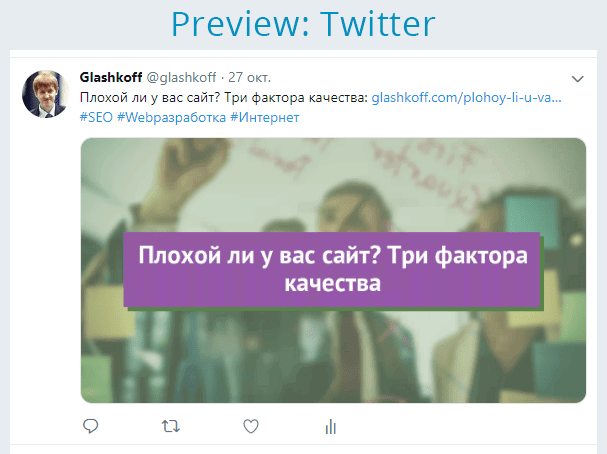 Preview: Twitter
Glashkoff @glashkoff · 27 окт.
Плохой ли у вас сайт? Три фактора качества: glashkoff.com/plohoy-li-u-va...
#SEO #Webразработка #Интернет
Плохой ли у вас сайт? Три фактора
качества